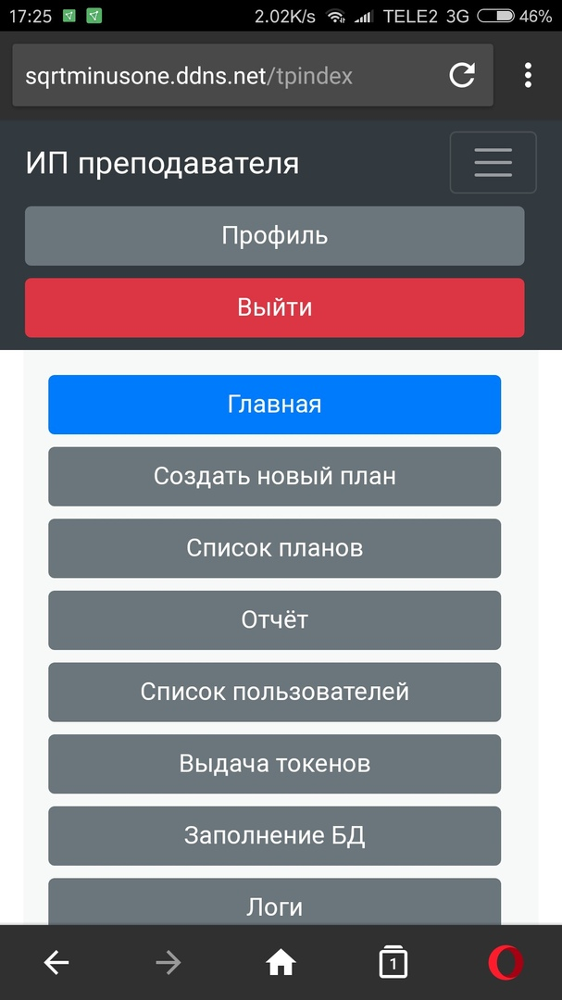 17:25 2.02K/s TELE2 3G 46%
sqrtminusone.ddns.net/tpindex
ИП преподавателя
Профиль
Выйти
Главная
Создать новый план
Список планов
Отчёт
Список пользователей
Выдача токенов
Заполнение БД
Логи
1